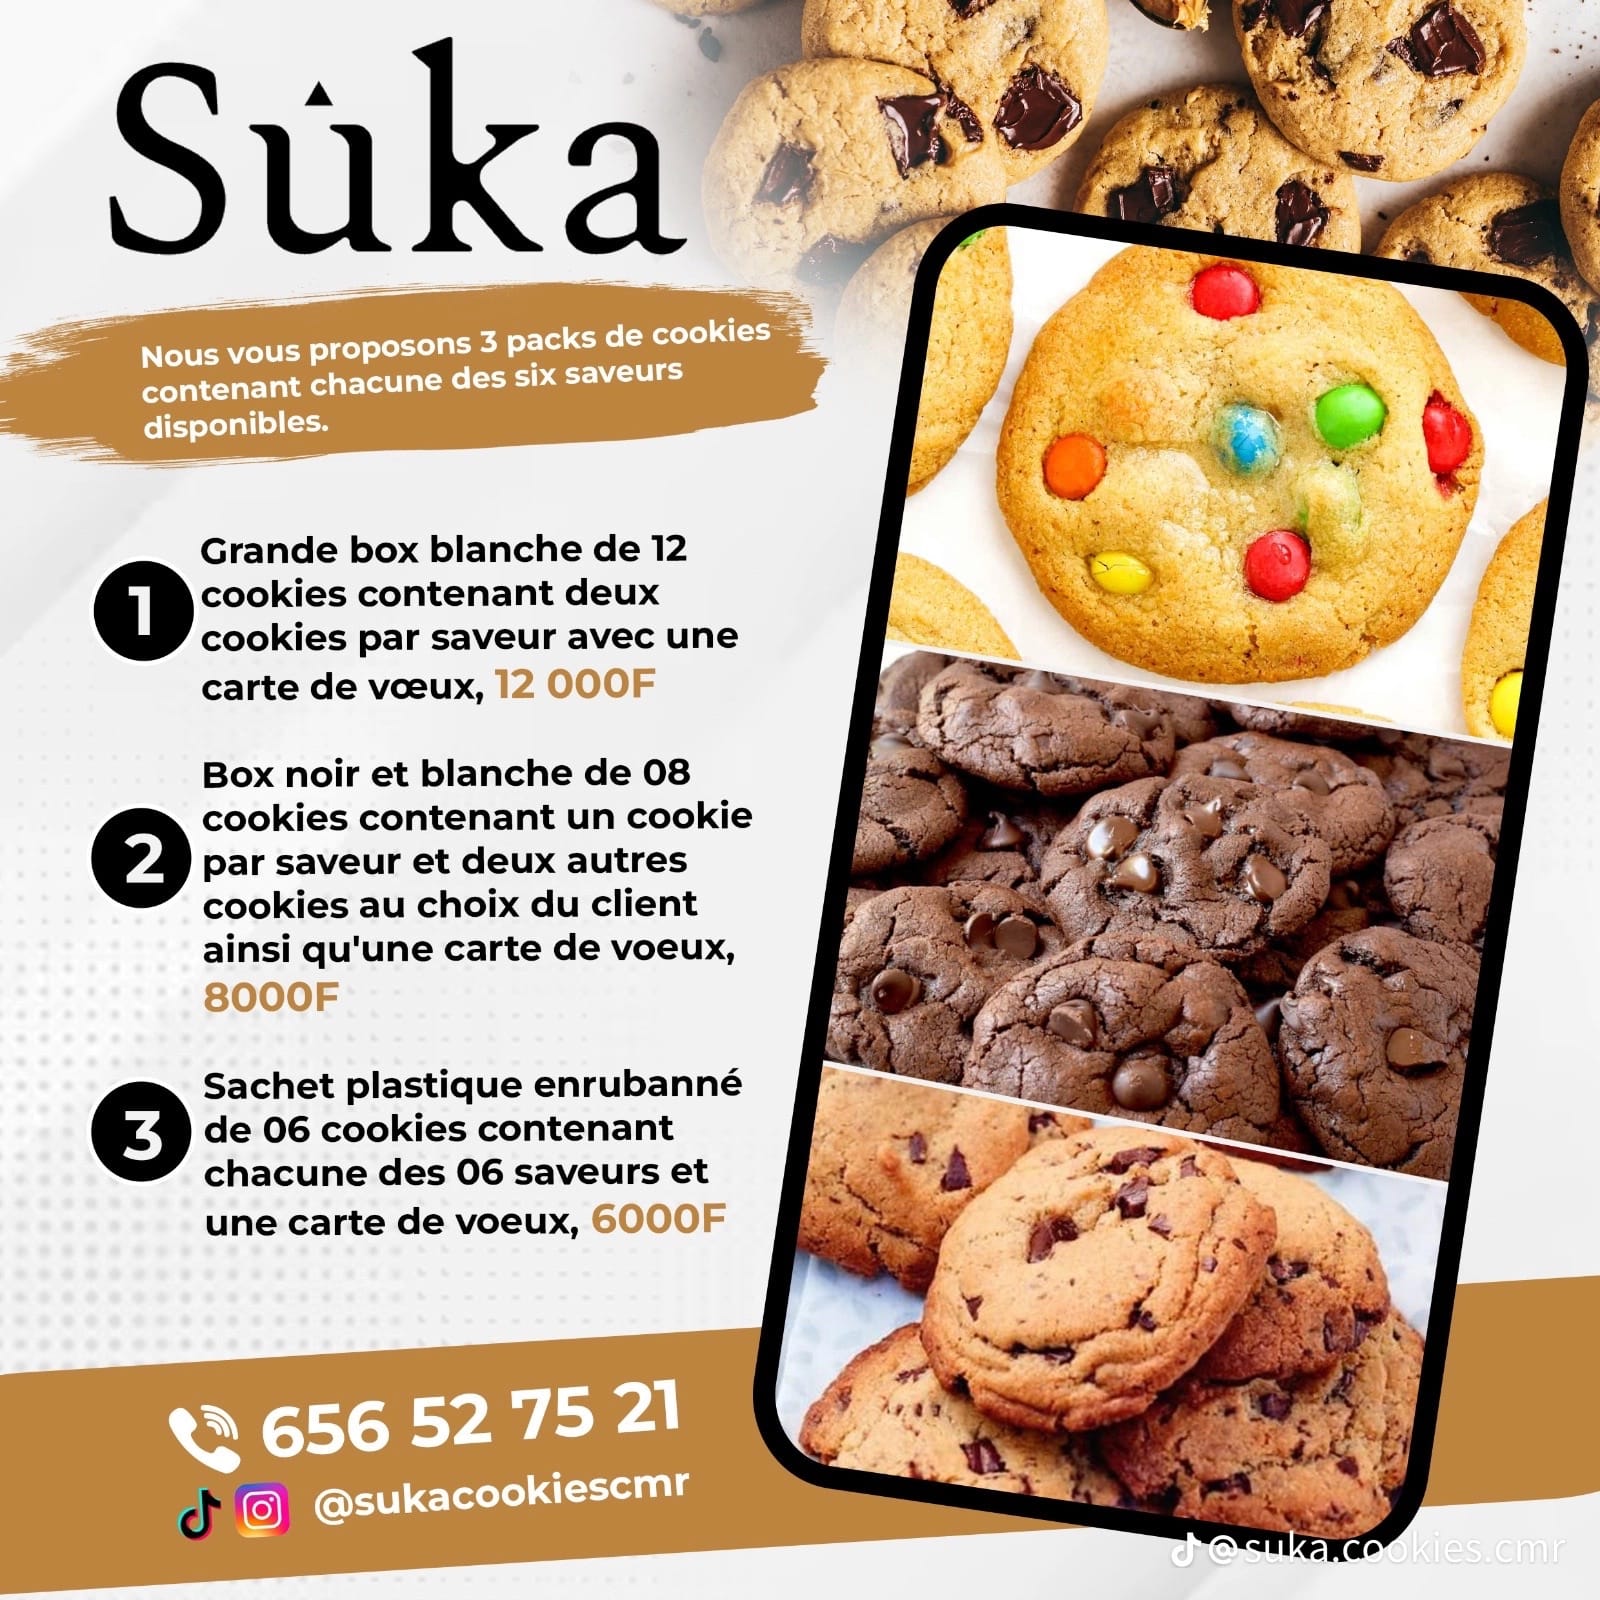 Suka
Nous vous proposons 3 packs de cookies
contenant chacune des six saveurs
disponibles.
1
Grande box blanche de 12
cookies contenant deux
cookies par saveur avec une
carte de vœux, 12 000F
2
Box noir et blanche de 08
cookies contenant un cookie
par saveur et deux autres
cookies au choix du client
ainsi qu'une carte de voeux,
8000F
3
Sachet plastique enrubanné
de 06 cookies contenant
chacune des 06 saveurs et
une carte de voeux, 6000F
656 52 75 21
@sukacookiescmr
@suka.cookies.cmr